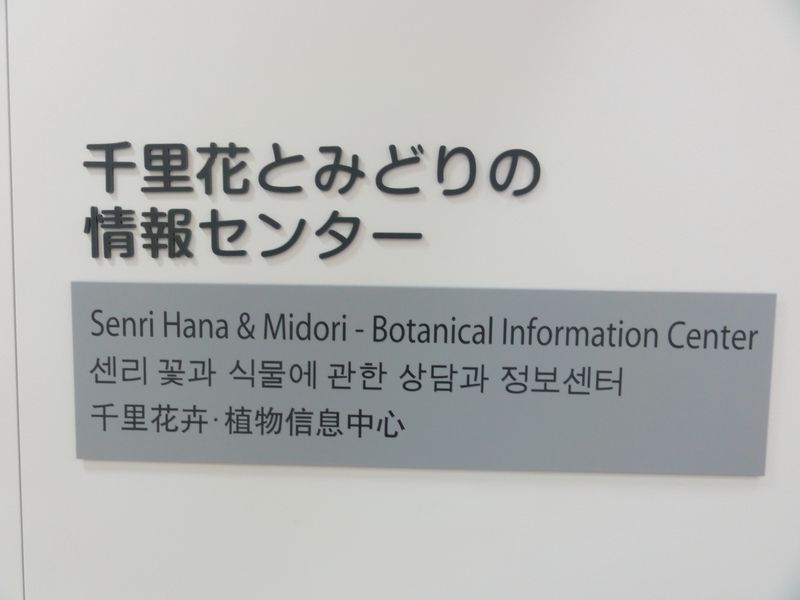 千里花とみどりの
情報センター
Senri Hana & Midori - Botanical Information Center
센리 꽃과 식물에 관한 상담과 정보센터
千里花卉·植物信息中心